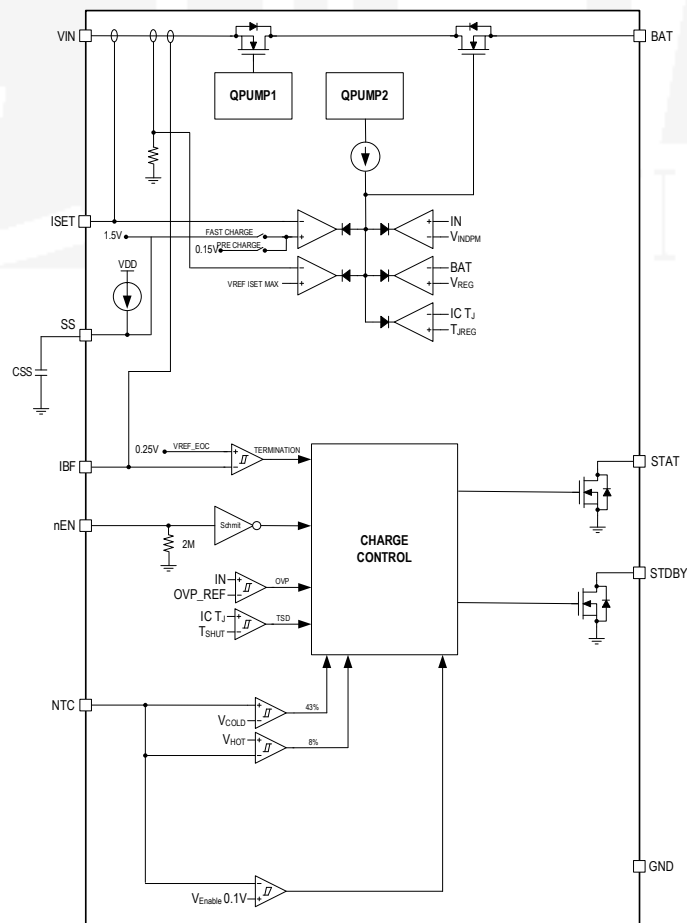 VIN
BAT
QPUMP1
QPUMP2
ISET
1.5V
FAST CHARGE
0.15V
PRE CHARGE
IN
VINDPM
VDD
VREF ISET MAX
BAT
VREG
SS
IC TJ
TJREG
CSS
0.25V
VREF_EOC
TERMINATION
IBF
STAT
nEN
Schmit
2M
CHARGE
CONTROL
IN
OVP_REF
OVP
STDBY
IC TJ
TSHUT
TSD
NTC
VCOLD
43%
VHOT
8%
GND
VEnable 0.1V